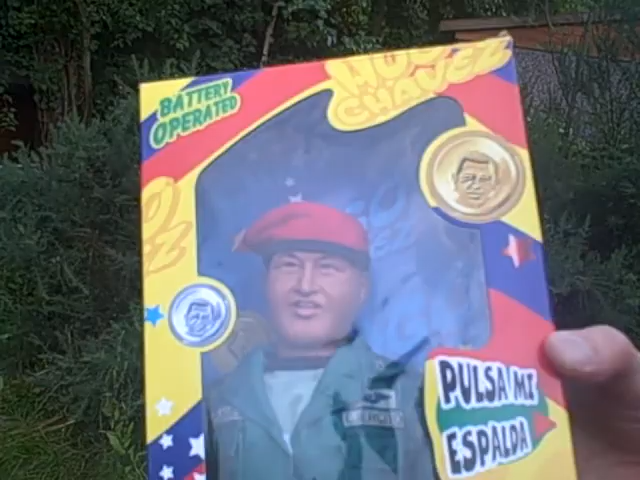 BATTERY
OPERATED
HUGO
CHAVEZ
PULSA MI
ESPALDA